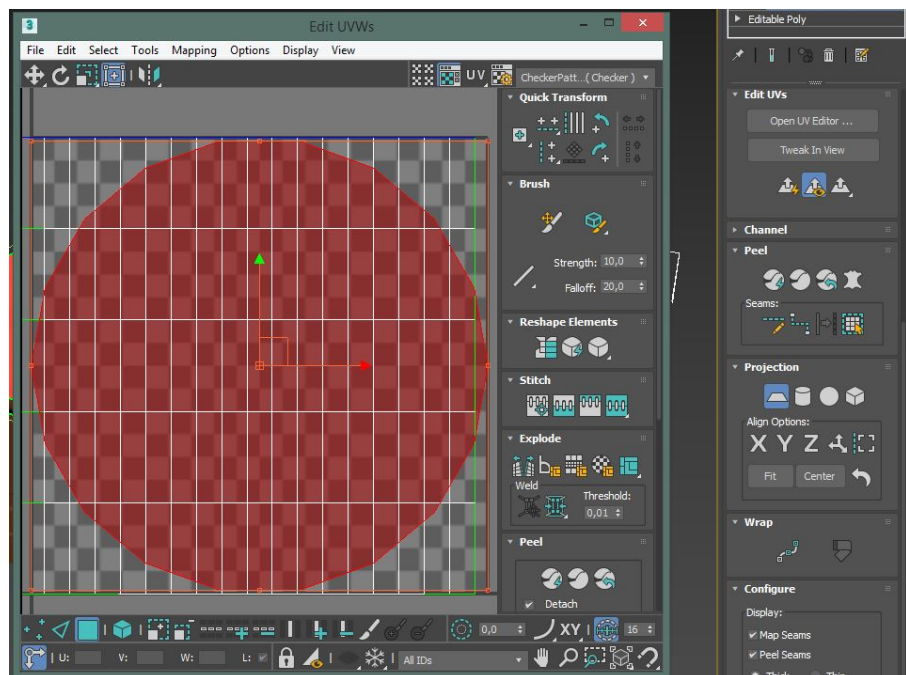 3 Edit UVWs
File Edit Select Tools Mapping Options Display View
UV CheckerPatt...( Checker )
Quick Transform
Brush
Strength: 10,0
Falloff: 20,0
Reshape Elements
Stitch
Explode
Weld
Threshold:
0,01
Peel
Detach
0,0 XY 16
U: V: W: L: All IDs
Editable Poly
Edit UVs
Open UV Editor ...
Tweak In View
Channel
Peel
Seams:
Projection
Align Options:
X Y Z
Fit Center
Wrap
Configure
Display:
Map Seams
Peel Seams
Thick Thin